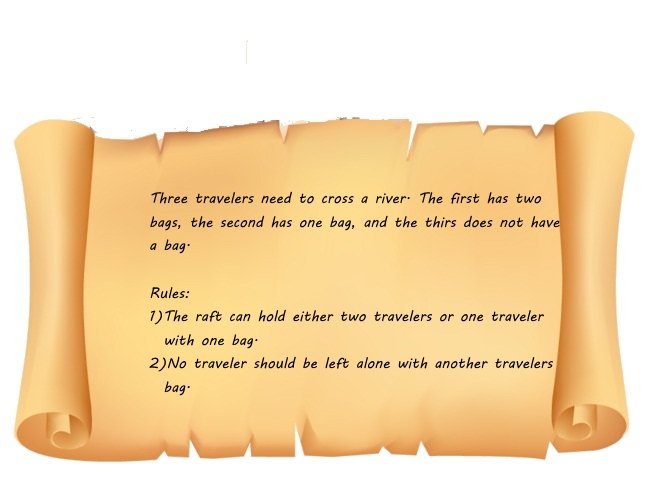 Three travelers need to cross a river. The first has two
bags, the second has one bag, and the thirs does not have
a bag.
Rules:
1)The raft can hold either two travelers or one traveler
with one bag.
2)No traveler should be left alone with another travelers
bag.